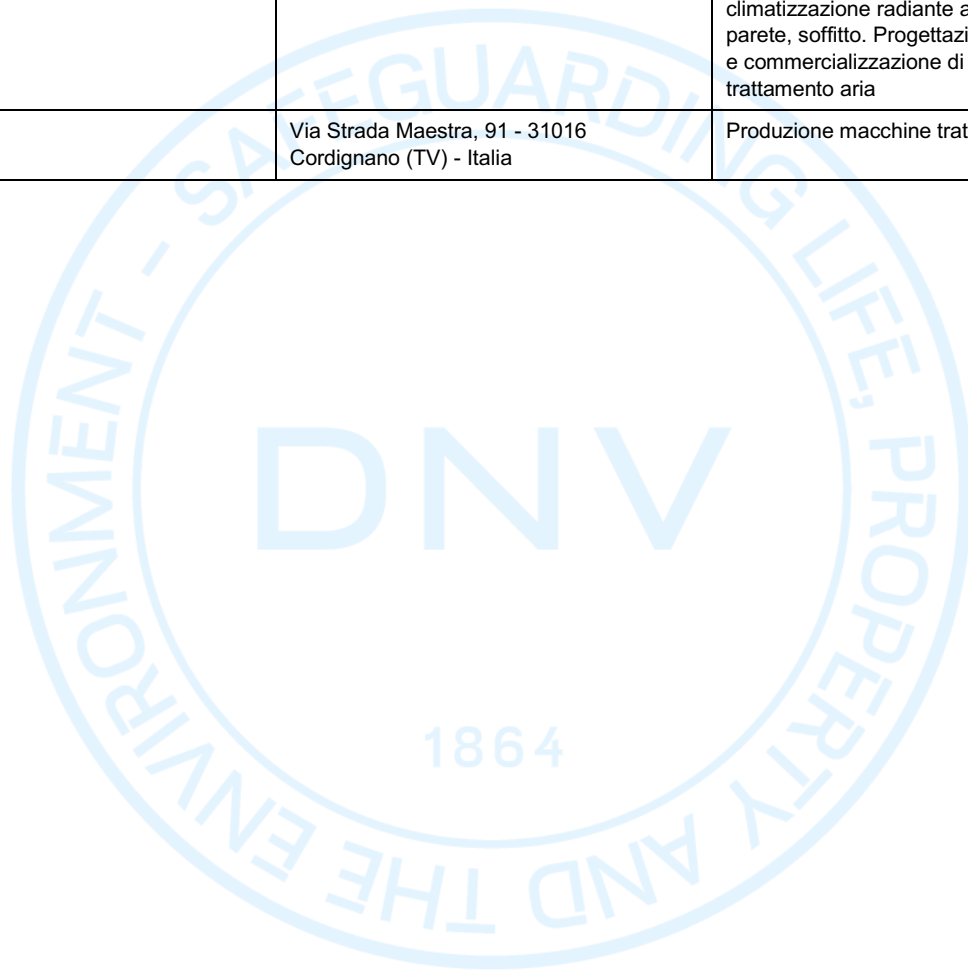 climatizzazione radiante a
parete, soffitto. Progettazi
e commercializzazione di
trattamento aria
Via Strada Maestra, 91 - 31016
Cordignano (TV) - Italia
Produzione macchine trat
SAFEGUARDING LIFE, PROPERTY AND THE ENVIRONMENT -
DNV
1864